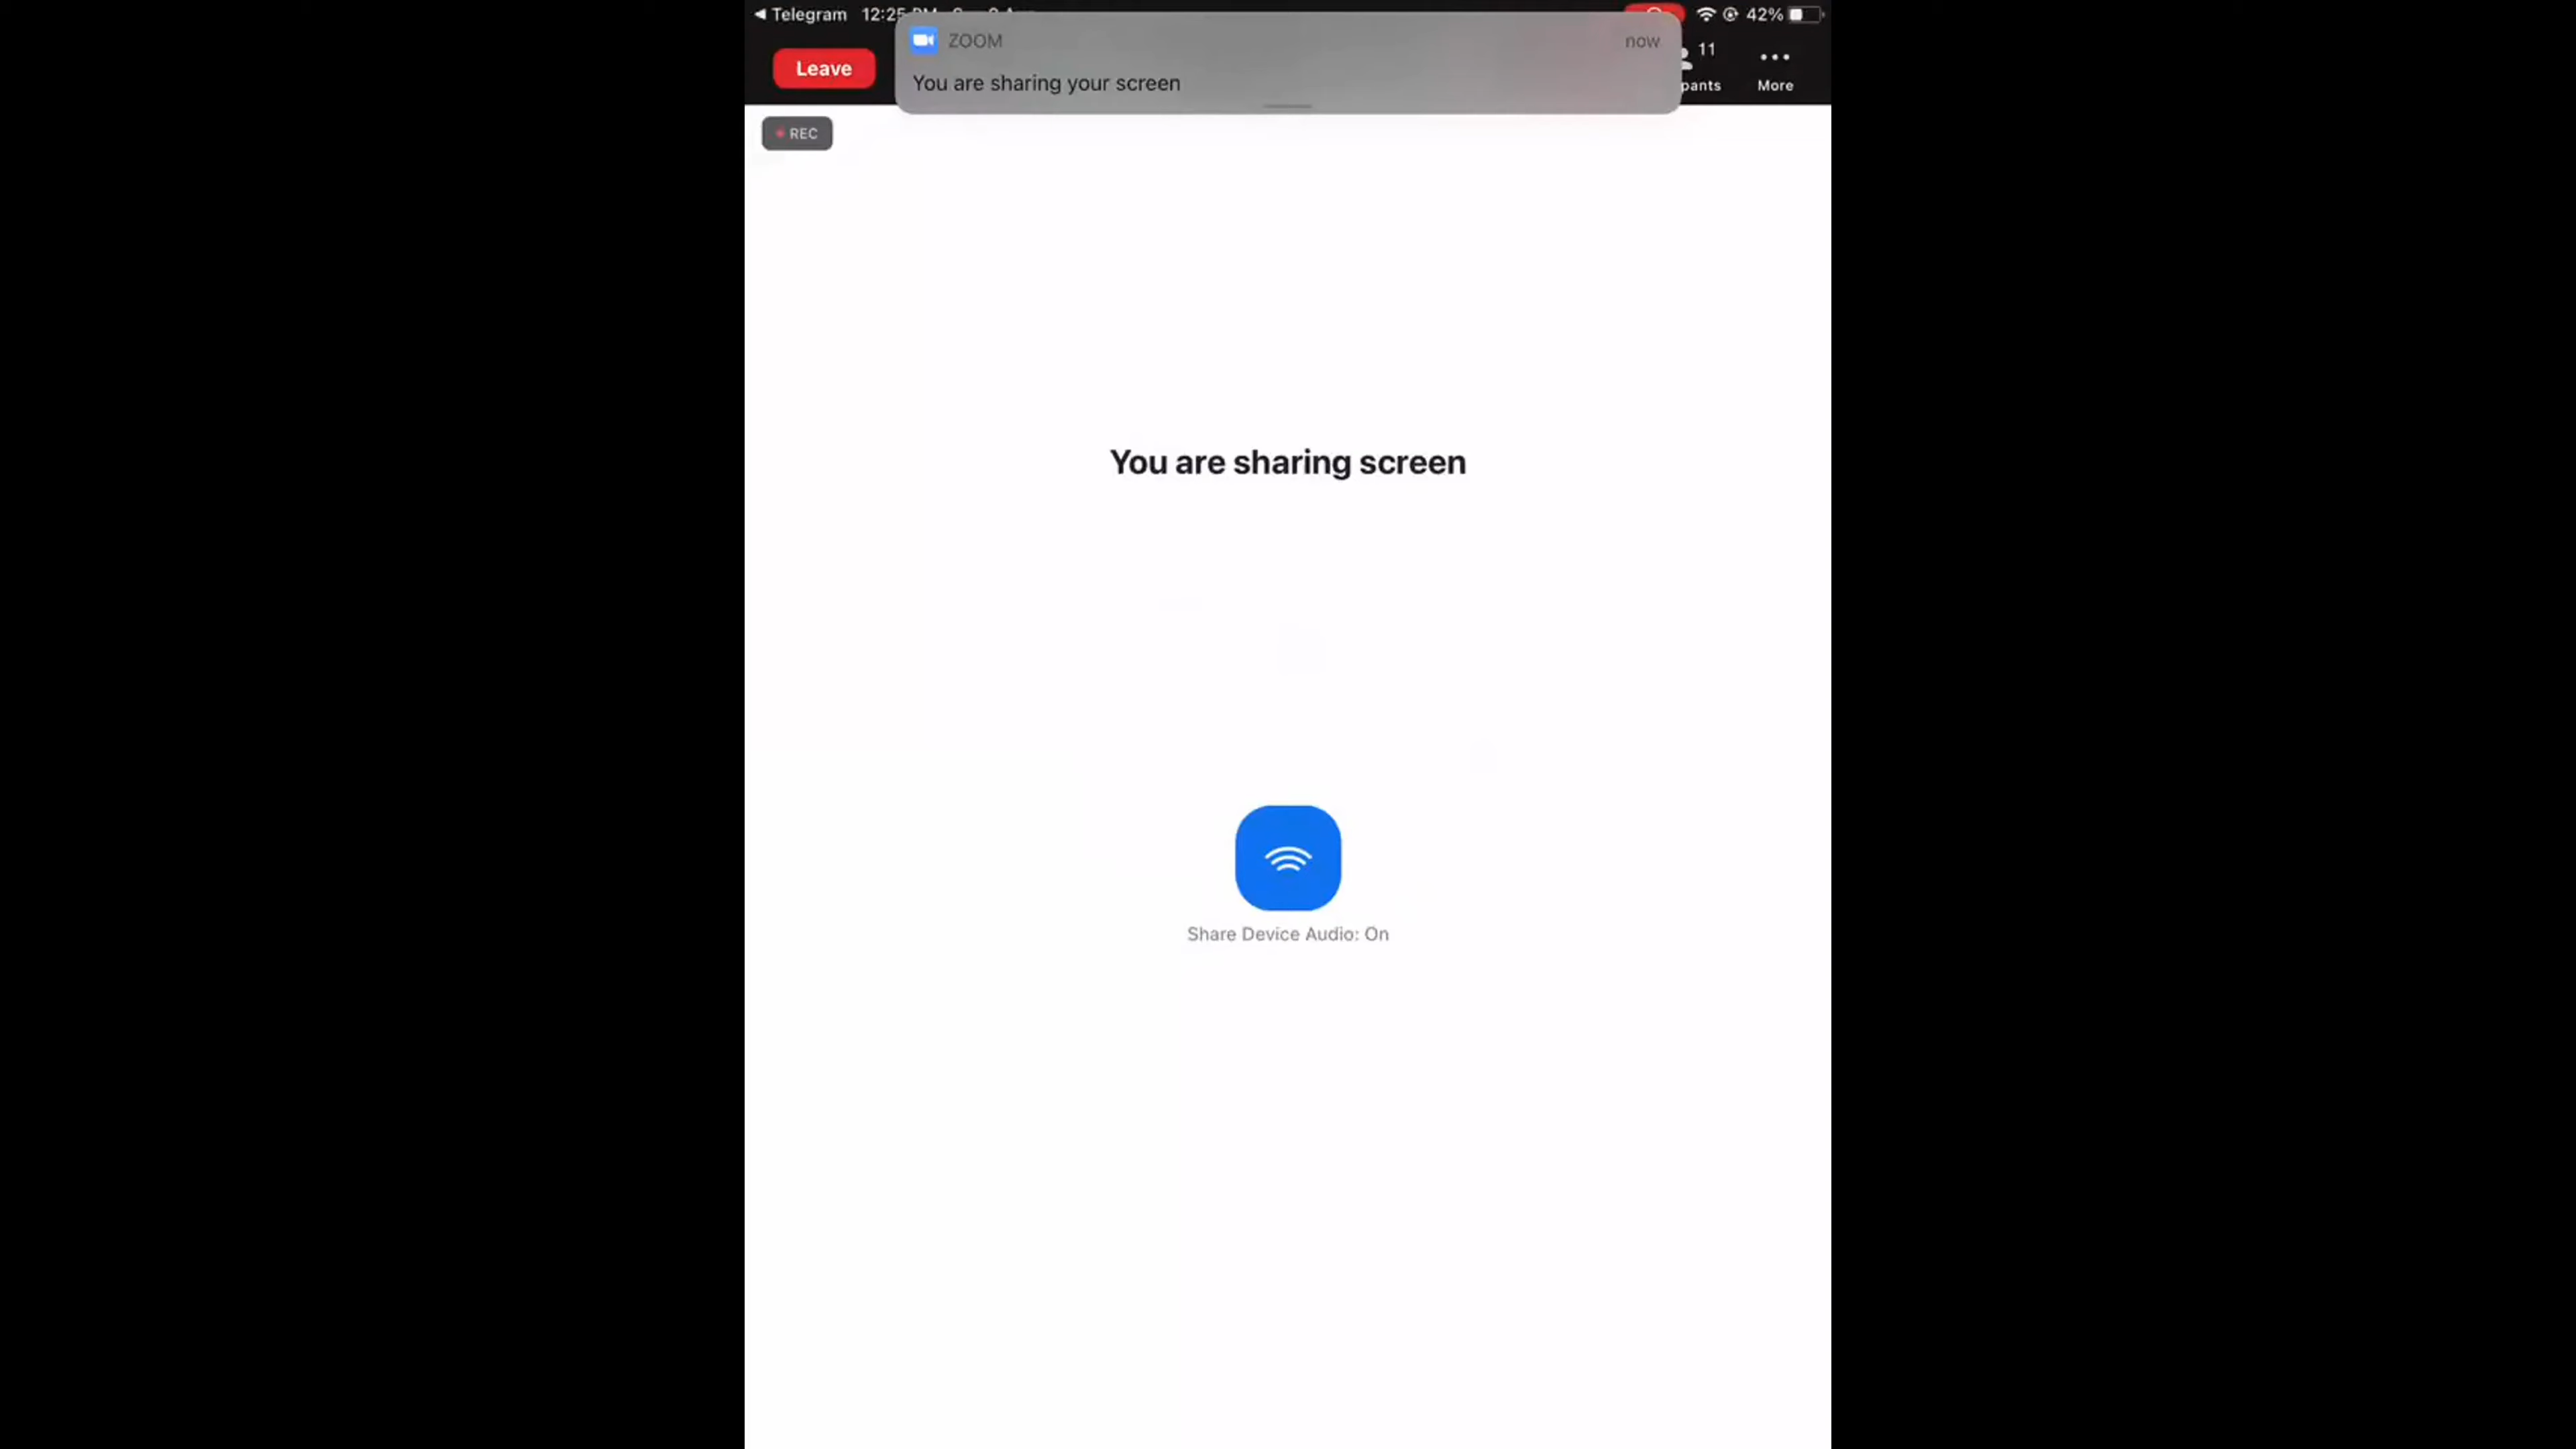 Telegram
42%
ZOOM now
Leave
You are sharing your screen
11
More
REC
You are sharing screen
Share Device Audio: On